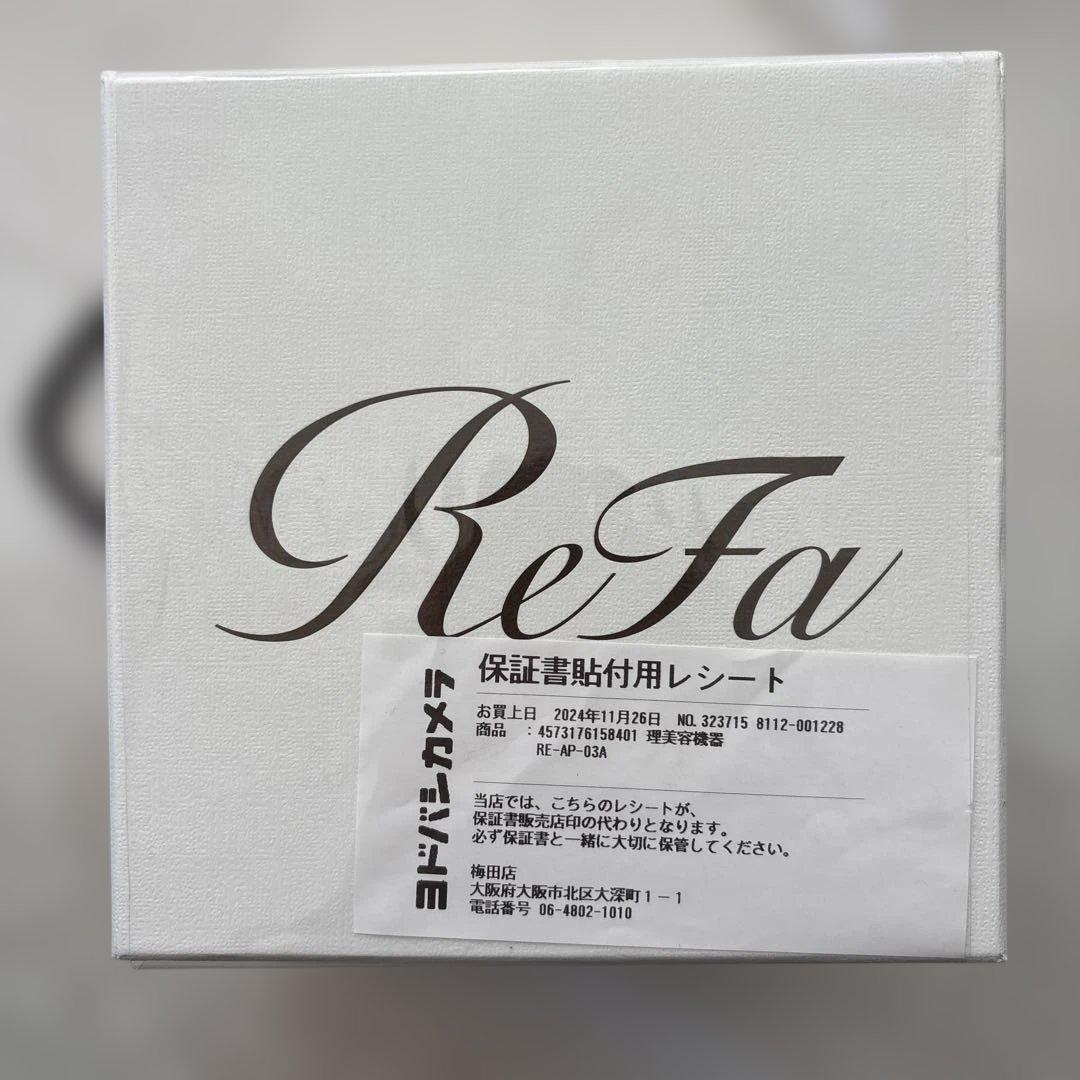 ReFa
ヨドバシカメラ
保証書貼付用レシート
お買上日 2024年11月26日 NO.323715 8112-001228
商品 :4573176158401 理美容機器
RE-AP-03A
当店では、こちらのレシートが、
保証書販売店印の代わりとなります。
必ず保証書と一緒に大切に保管してください。
梅田店
大阪府大阪市北区大深町1-1
電話番号 06-4802-1010